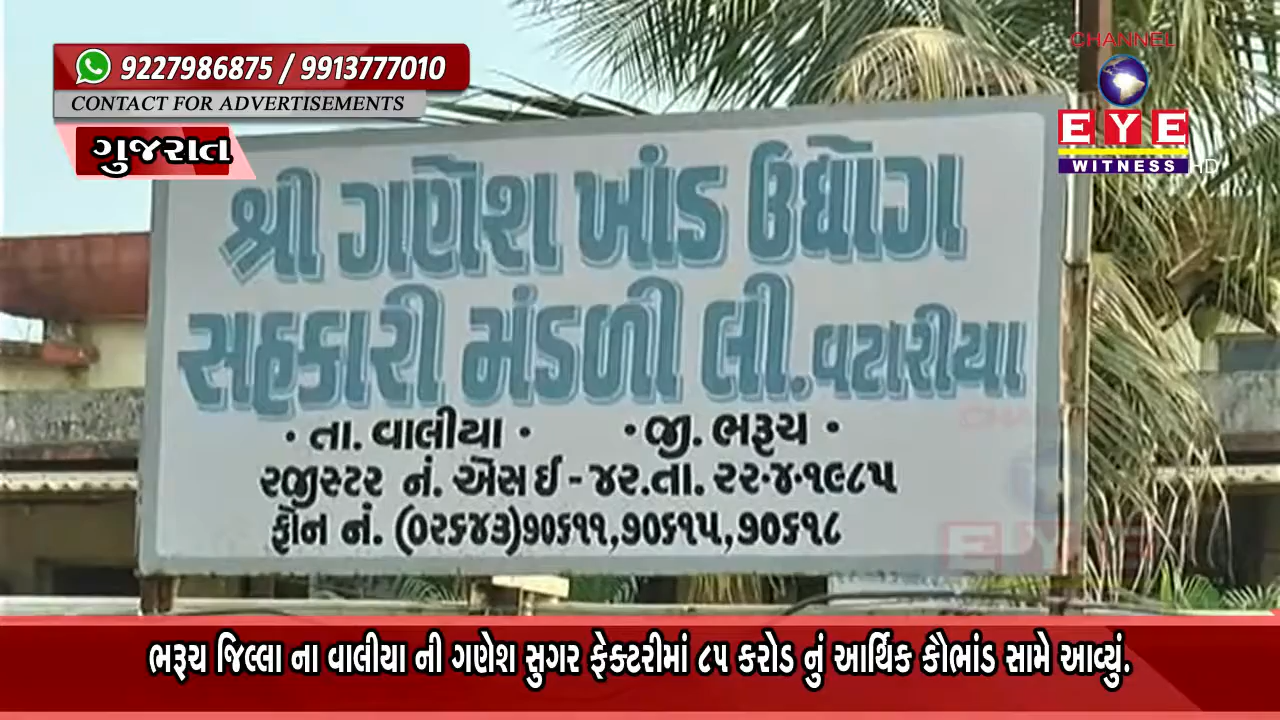 9227986875 / 9913777010
CONTACT FOR ADVERTISEMENTS
ગુજરાત
CHANNEL
EYE
WITNESS HD
શ્રી ગણેશ ખાંડ ઉદ્યોગ
સહકારી મંડળી લી. વટારીયા
• તા. વાલીયા • • જી. ભરૂચ •
રજીસ્ટર નં. એસ ઈ - ૪૨.તા. ૨૨.૪.૧૯૮૫
ફોન નં. (૦૨૬૪૩)૭૦૬૧૧,૭૦૬૧૫,૭૦૬૧૮
EYE
ભરૂચ જિલ્લા ના વાલીયા ની ગણેશ સુગર ફેક્ટરીમાં ૮૫ કરોડ નું આર્થિક કૌભાંડ સામે આવ્યું.